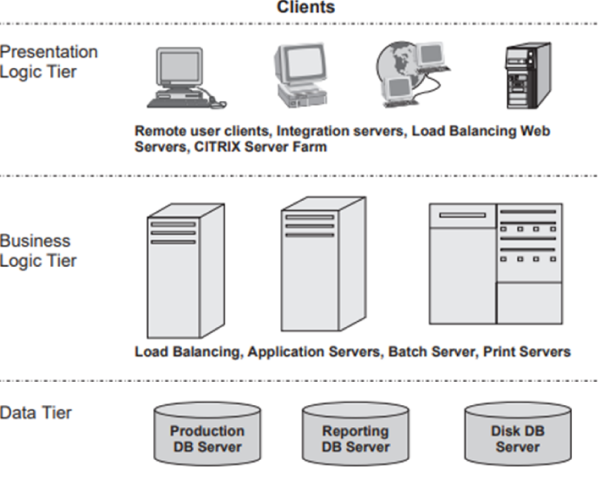 Clients
Presentation
Logic Tier
Remote user clients, Integration servers, Load Balancing Web
Servers, CITRIX Server Farm
Business
Logic Tier
Load Balancing, Application Servers, Batch Server, Print Servers
Data Tier
Production
DB Server
Reporting
DB Server
Disk DB
Server